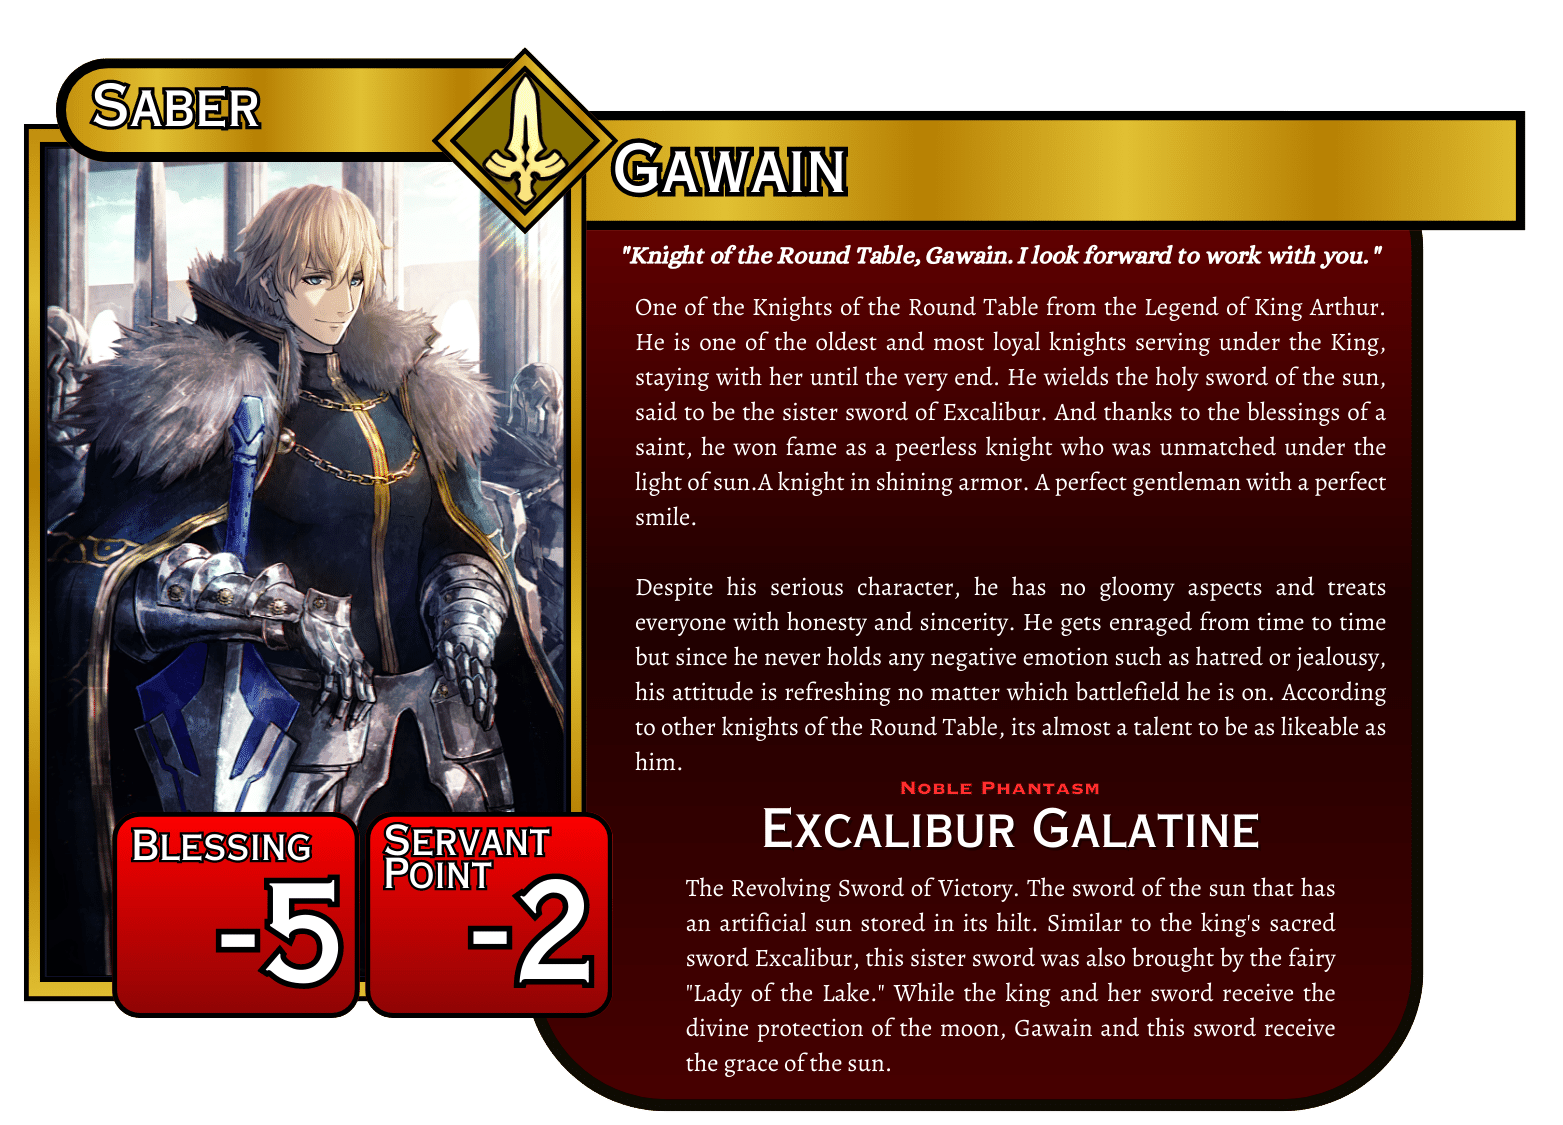 SABER
GAWAIN
"Knight of the Round Table, Gawain. I look forward to work with you."
One of the Knights of the Round Table from the Legend of King Arthur.
He is one of the oldest and most loyal knights serving under the King,
staying with her until the very end. He wields the holy sword of the sun,
said to be the sister sword of Excalibur. And thanks to the blessings of a
saint, he won fame as a peerless knight who was unmatched under the
light of sun.A knight in shining armor. A perfect gentleman with a perfect
smile.
Despite his serious character, he has no gloomy aspects and treats
everyone with honesty and sincerity. He gets enraged from time to time
but since he never holds any negative emotion such as hatred or jealousy,
his attitude is refreshing no matter which battlefield he is on. According
to other knights of the Round Table, its almost a talent to be as likeable as
him.
NOBLE PHANTASM
EXCALIBUR GALATINE
The Revolving Sword of Victory. The sword of the sun that has
an artificial sun stored in its hilt. Similar to the king's sacred
sword Excalibur, this sister sword was also brought by the fairy
"Lady of the Lake." While the king and her sword receive the
divine protection of the moon, Gawain and this sword receive
the grace of the sun.
BLESSING
-5
SERVANT
POINT
-2